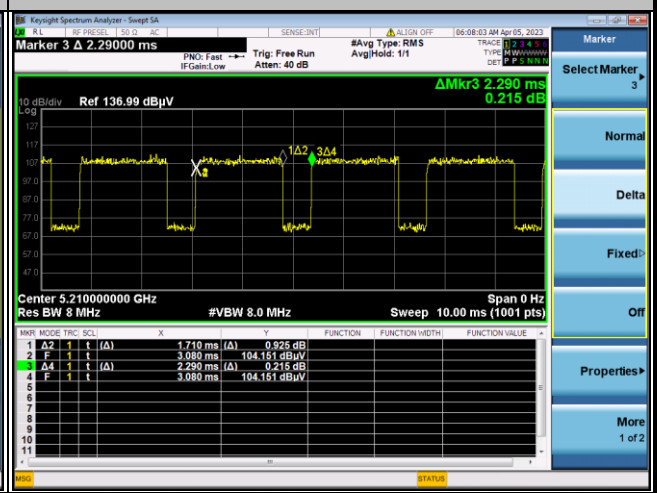 Keysight Spectrum Analyzer - Swept SA
RL RF PRESEL 50 Ω AC SENSE:INT ALIGN OFF 06:08:03 AM Apr 05, 2023
Marker 3 Δ 2.29000 ms
PNO: Fast Trig: Free Run #Avg Type: RMS TRACE 1 2 3 4 5 6
IFGain:Low Atten: 40 dB Avg|Hold: 1/1 TYPE MWWWWW
DET P P S N N N
ΔMkr3 2.290 ms
0.215 dB
10 dB/div Ref 136.99 dBµV
Log
127
117
107
97.0
87.0
77.0
67.0
57.0
47.0
1Δ2 3Δ4
Center 5.210000000 GHz Span 0 Hz
Res BW 8 MHz #VBW 8.0 MHz Sweep 10.00 ms (1001 pts)
MKR MODE TRC SCL X Y FUNCTION FUNCTION WIDTH FUNCTION VALUE
1 Δ2 1 t (Δ) 1.710 ms (Δ) 0.925 dB
2 F 1 t 3.080 ms 104.151 dBµV
3 Δ4 1 t (Δ) 2.290 ms (Δ) 0.215 dB
4 F 1 t 3.080 ms 104.151 dBµV
5
6
7
8
9
10
11
MSG STATUS
Marker
Select Marker
3
Normal
Delta
Fixed
Off
Properties
More
1 of 2